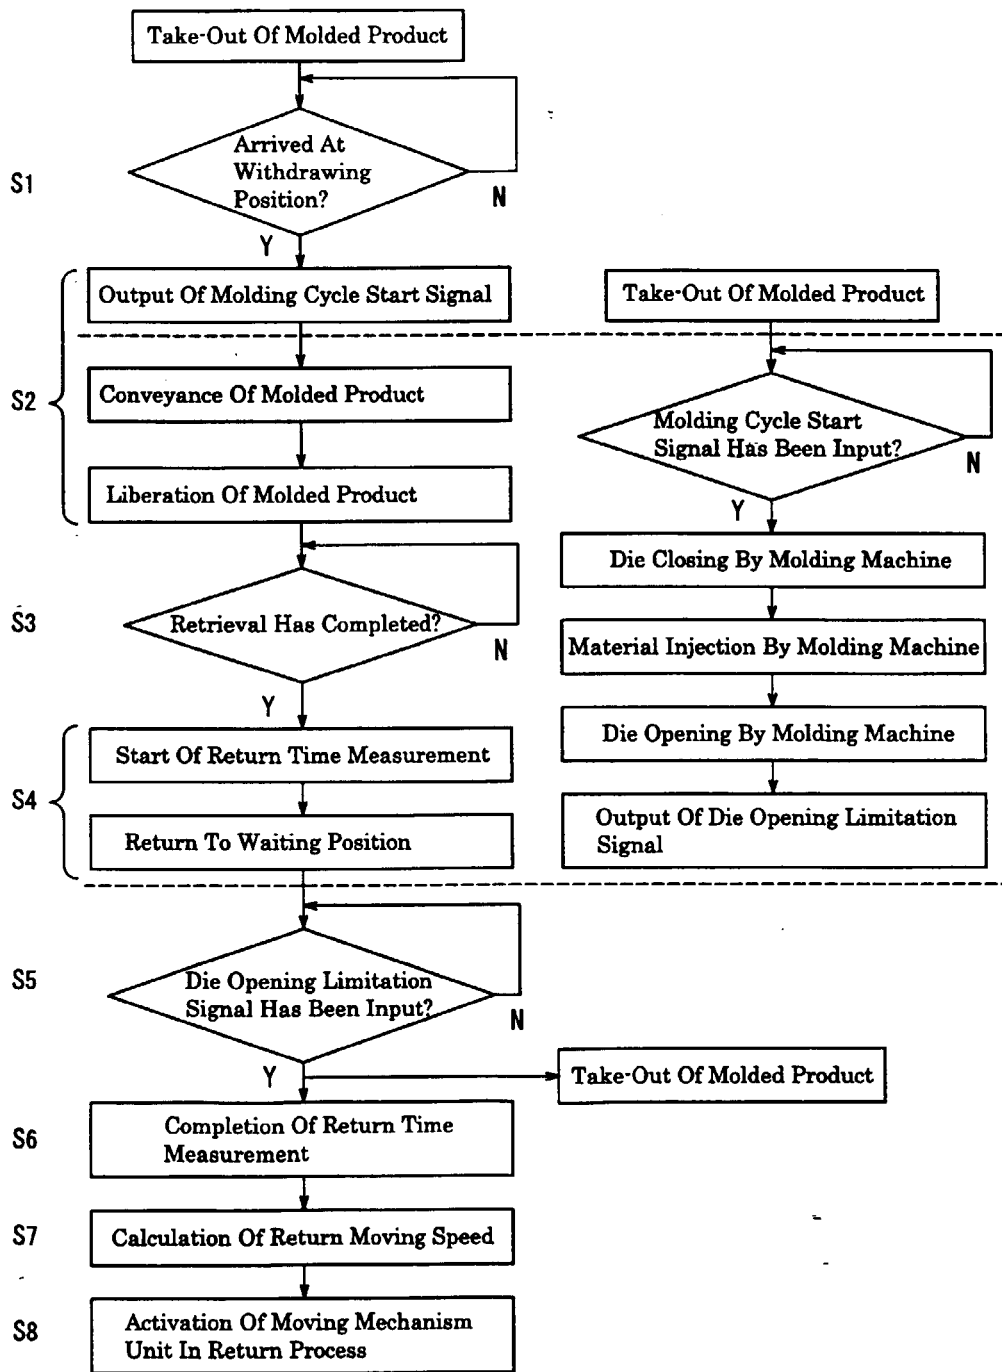 Take-Out Of Molded Product
S1
Arrived At
Withdrawing
Position?
N
Y
S2
Output Of Molding Cycle Start Signal
Conveyance Of Molded Product
Liberation Of Molded Product
S3
Retrieval Has Completed?
N
Y
S4
Start Of Return Time Measurement
Return To Waiting Position
Take-Out Of Molded Product
Molding Cycle Start
Signal Has Been Input?
N
Y
Die Closing By Molding Machine
Material Injection By Molding Machine
Die Opening By Molding Machine
Output Of Die Opening Limitation
Signal
S5
Die Opening Limitation
Signal Has Been Input?
N
Y
Take-Out Of Molded Product
S6
Completion Of Return Time
Measurement
S7
Calculation Of Return Moving Speed
S8
Activation Of Moving Mechanism
Unit In Return Process